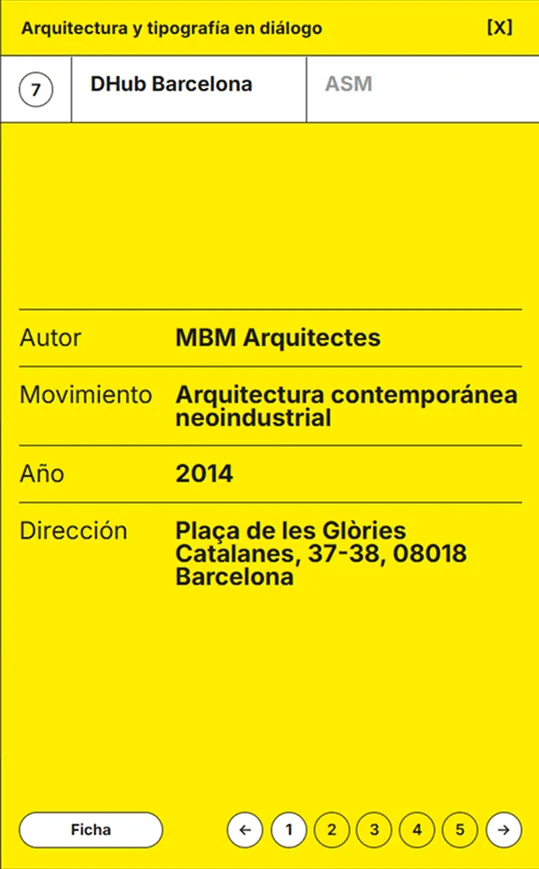 Arquitectura y tipografía en diálogo [X]
7 DHub Barcelona ASM
Autor MBM Arquitectes
Movimiento Arquitectura contemporánea
neoindustrial
Año 2014
Dirección Plaça de les Glòries
Catalanes, 37-38, 08018
Barcelona
Ficha ← 1 2 3 4 5 →